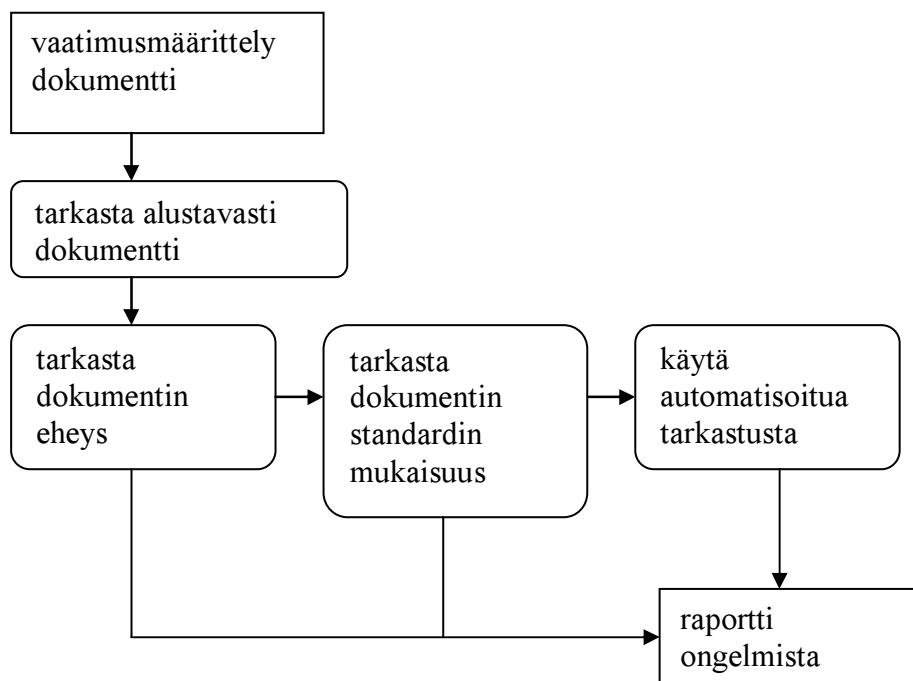 vaatimusmäärittely
dokumentti
tarkasta alustavasti
dokumentti
tarkasta
dokumentin
eheys
tarkasta
dokumentin
standardin
mukaisuus
käytä
automatisoitua
tarkastusta
raportti
ongelmista